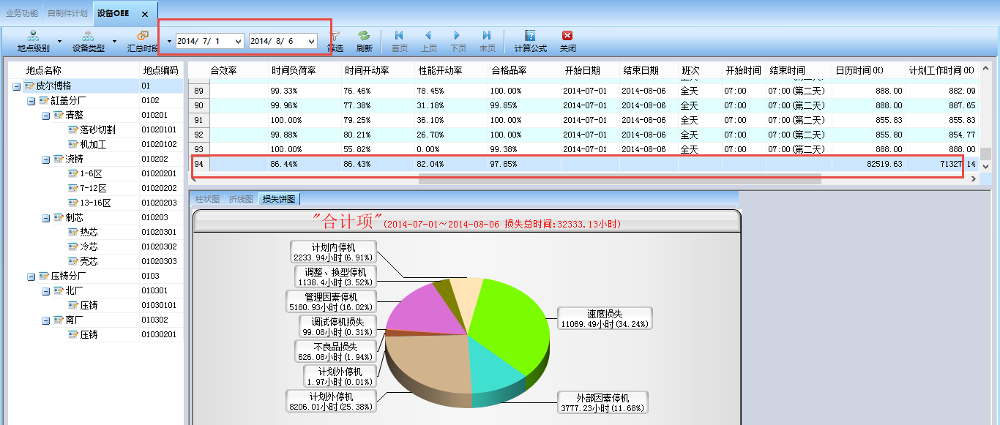 业务功能 自制件计划 设备OEE ×
地点级别 设备类型 汇总时段 2014/ 7/ 1 2014/ 8/ 6 筛选 刷新 首页 上页 下页 末页 计算公式 关闭
地点名称 地点编码
皮尔博格 01
缸盖分厂 0102
清整 010201
落砂切割 01020101
机加工 01020102
浇铸 010202
1-6区 01020201
7-12区 01020202
13-16区 01020203
制芯 010203
热芯 01020301
冷芯 01020302
壳芯 01020303
压铸分厂 0103
北厂 010301
压铸 01030101
南厂 010302
压铸 01030201
合效率 时间负荷率 时间开动率 性能开动率 合格品率 开始日期 结束日期 班次 开始时间 结束时间 日历时间(H) 计划工作时间(H)
89 99.33% 76.46% 78.45% 100.00% 2014-07-01 2014-08-06 全天 07:00 07:00(第二天) 888.00 882.09
90 99.96% 77.38% 31.18% 99.85% 2014-07-01 2014-08-06 全天 07:00 07:00(第二天) 888.00 887.65
91 100.00% 79.25% 36.10% 100.00% 2014-07-01 2014-08-06 全天 07:00 07:00(第二天) 855.83 855.83
92 99.88% 80.21% 26.70% 100.00% 2014-07-01 2014-08-06 全天 07:00 07:00(第二天) 855.80 854.77
93 100.00% 55.82% 0.00% 99.38% 2014-07-01 2014-08-06 全天 07:00 07:00(第二天) 888.00 888.00
94 86.44% 86.43% 82.04% 97.85% 82519.63 71327.14
柱状图 折线图 损失饼图
"合计项"(2014-07-01～2014-08-06 损失总时间:32333.13小时)
计划内停机
2233.94小时(6.91%)
调整、换型停机
1138.4小时(3.52%)
管理因素停机
5180.93小时(16.02%)
调试停机损失
99.08小时(0.31%)
不良品损失
626.08小时(1.94%)
计划外停机
1.97小时(0.01%)
计划外停机
8206.01小时(25.38%)
速度损失
11069.49小时(34.24%)
外部因素停机
3777.23小时(11.68%)